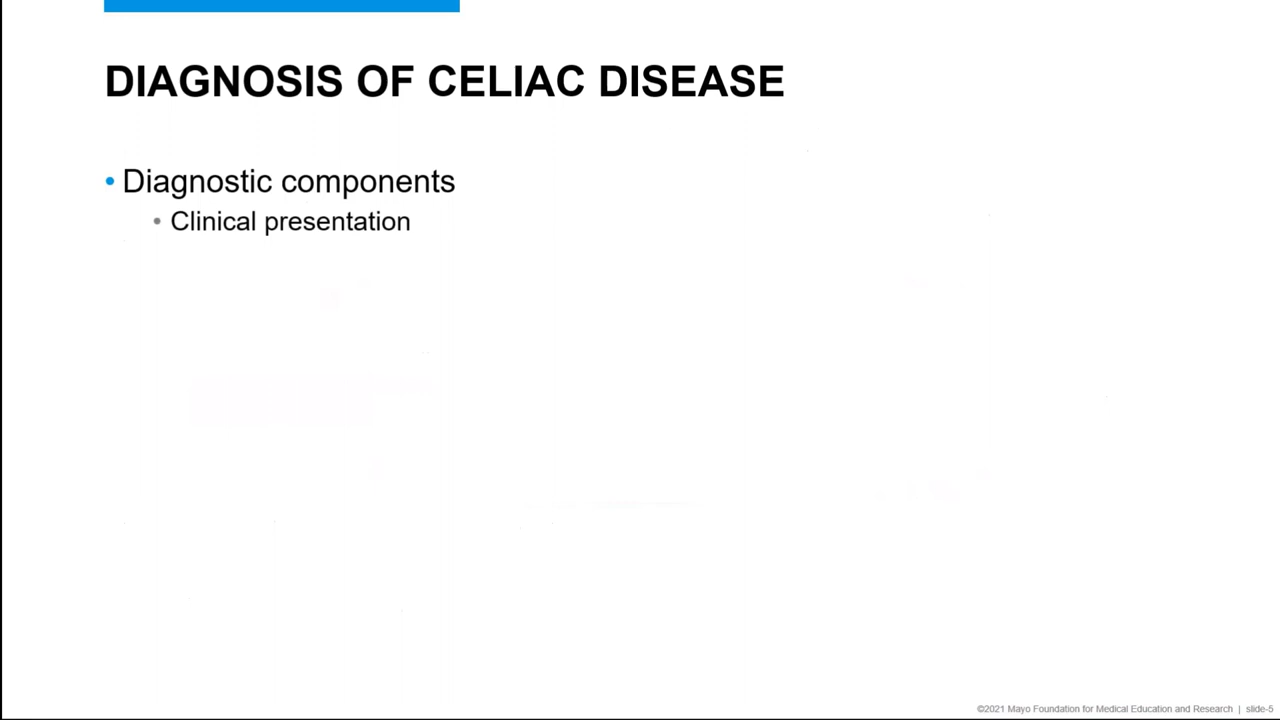 DIAGNOSIS OF CELIAC DISEASE
• Diagnostic components
• Clinical presentation
©2021 Mayo Foundation for Medical Education and Research | slide-5